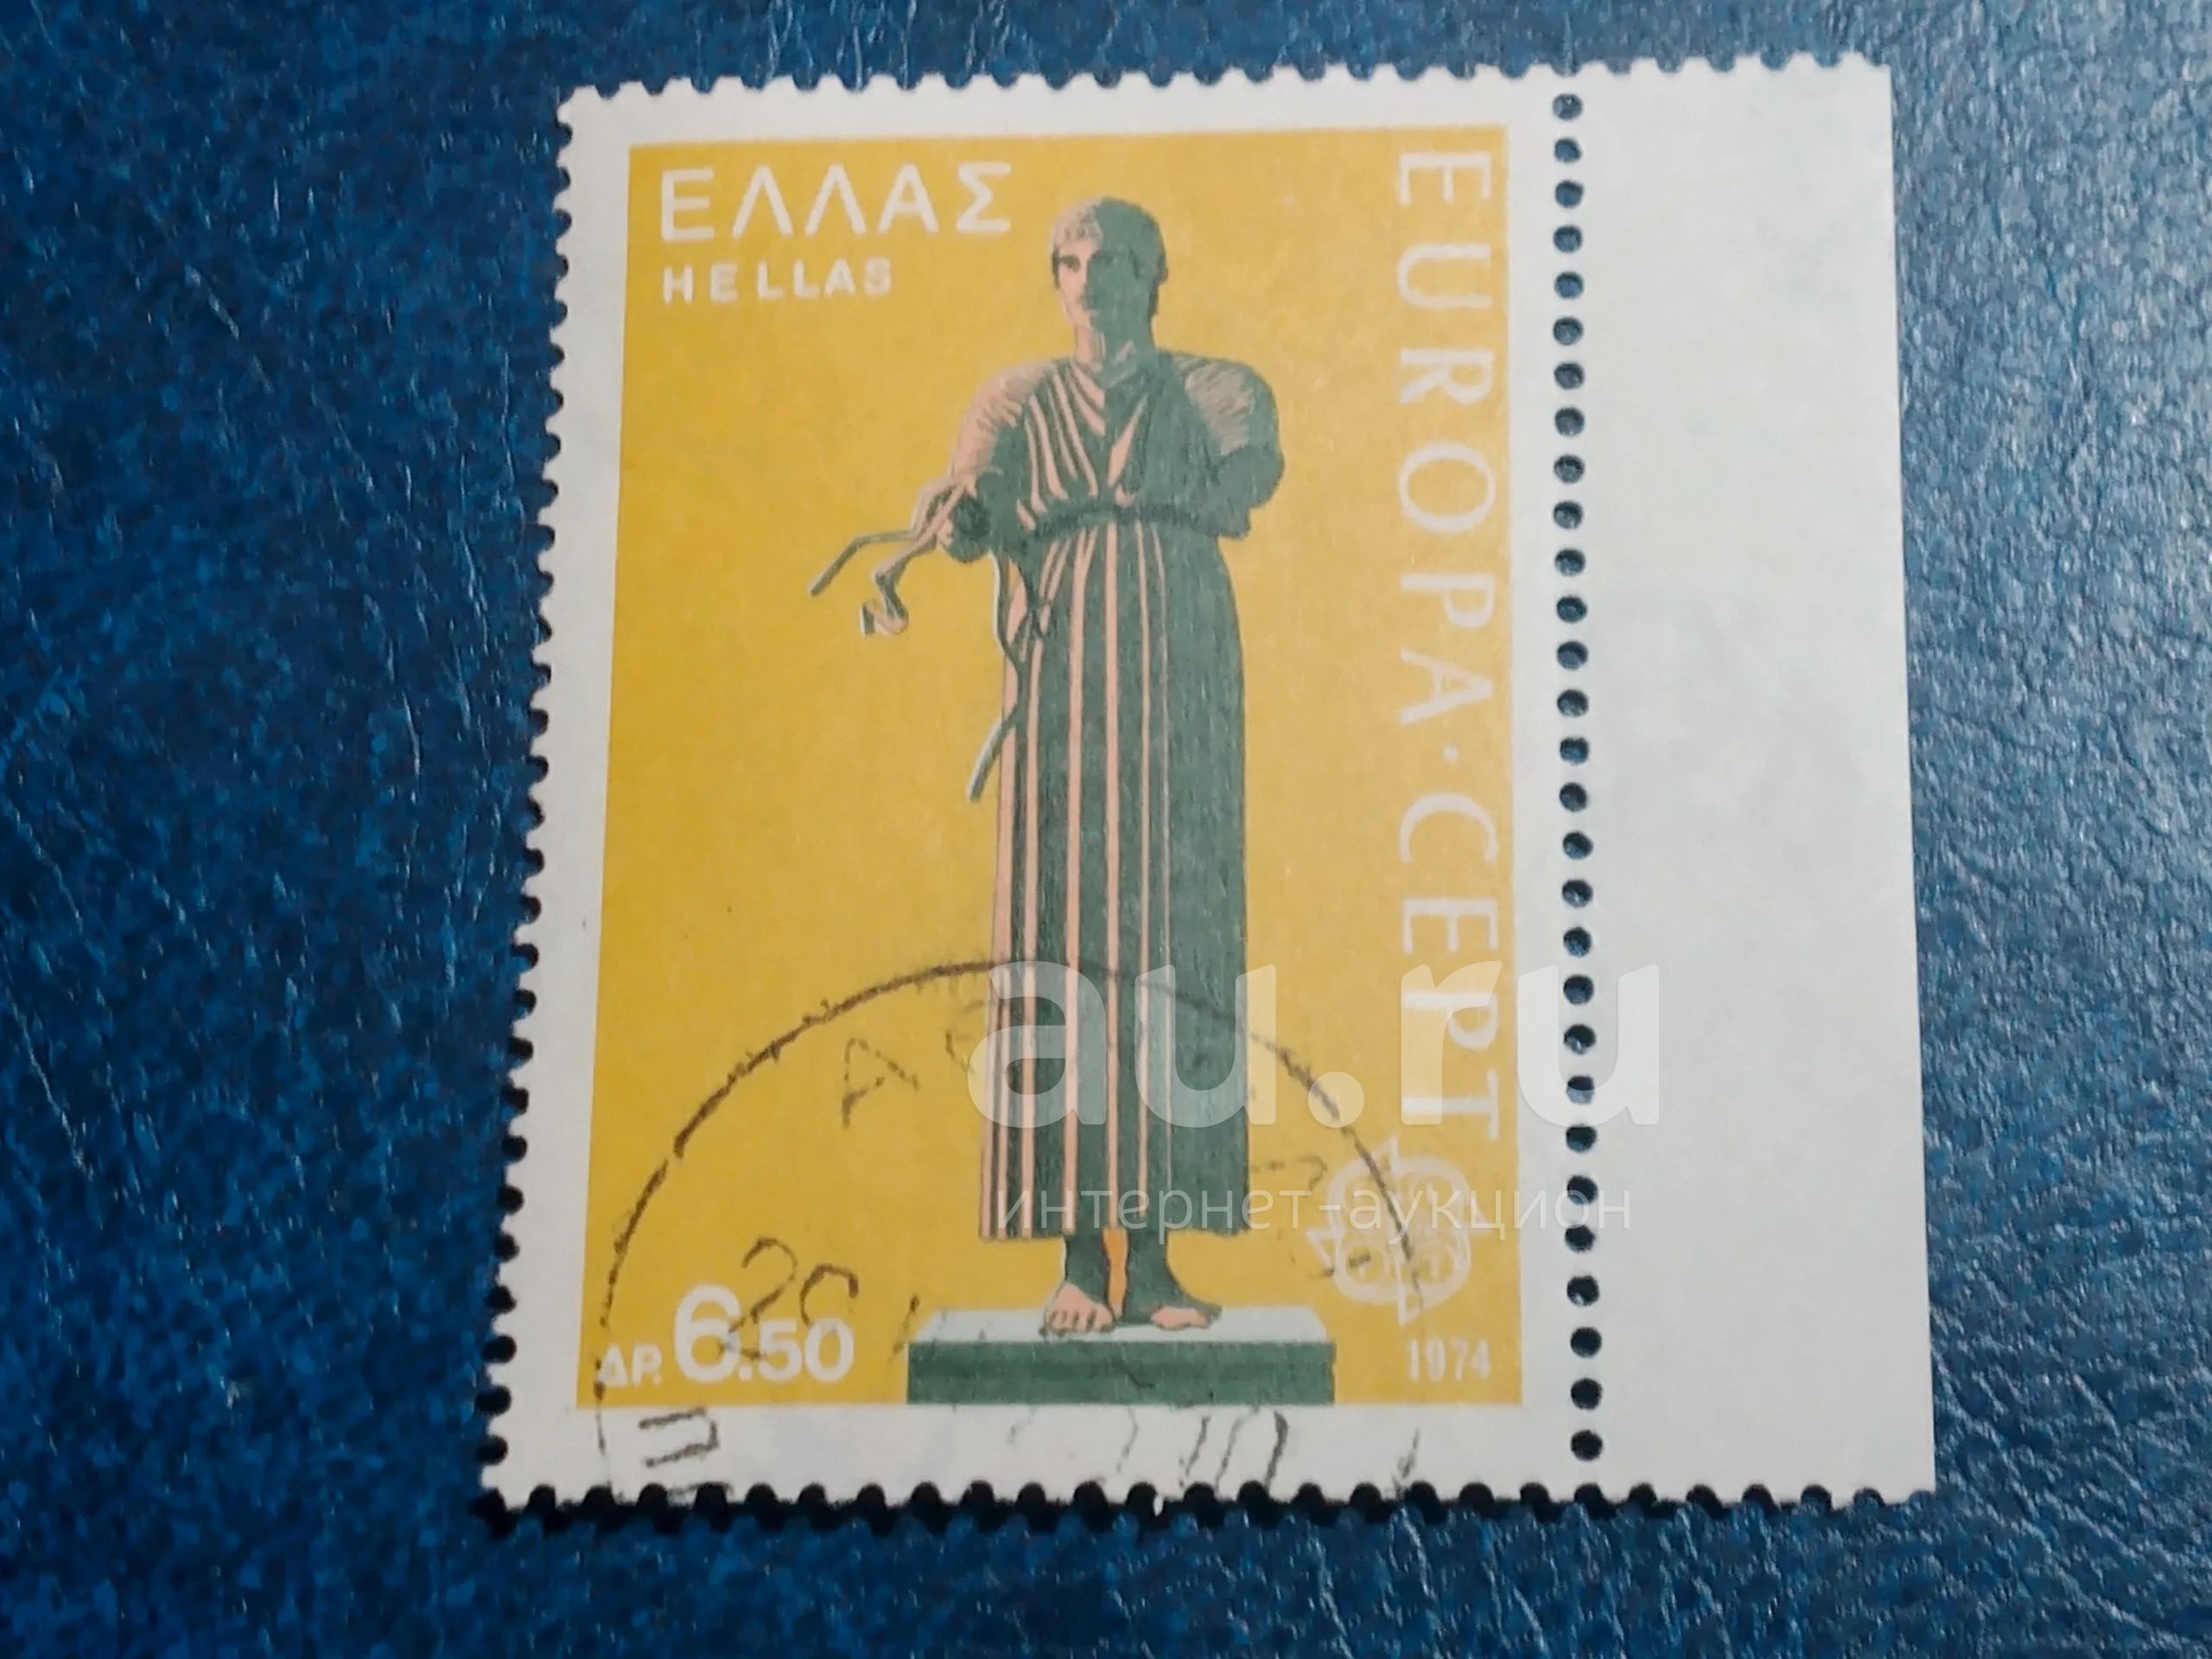 ΕΛΛΑΣ
HELLAS
EUROPA·CEPT
au.ru
интернет-аукцион
ΔΡ. 6.50
1974